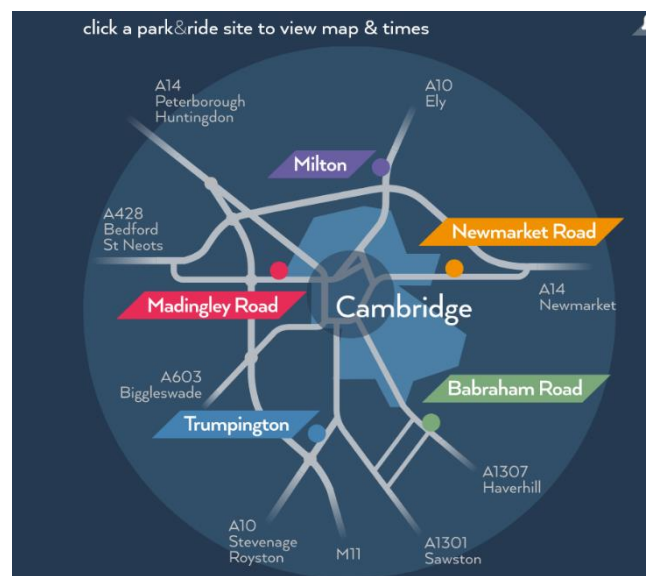 click a park&ride site to view map & times
A14
Peterborough
Huntingdon
A10
Ely
Milton
A428
Bedford
St Neots
Newmarket Road
Madingley Road
Cambridge
A14
Newmarket
A603
Biggleswade
Babraham Road
Trumpington
A1307
Haverhill
A10
Stevenage
Royston
M11
A1301
Sawston